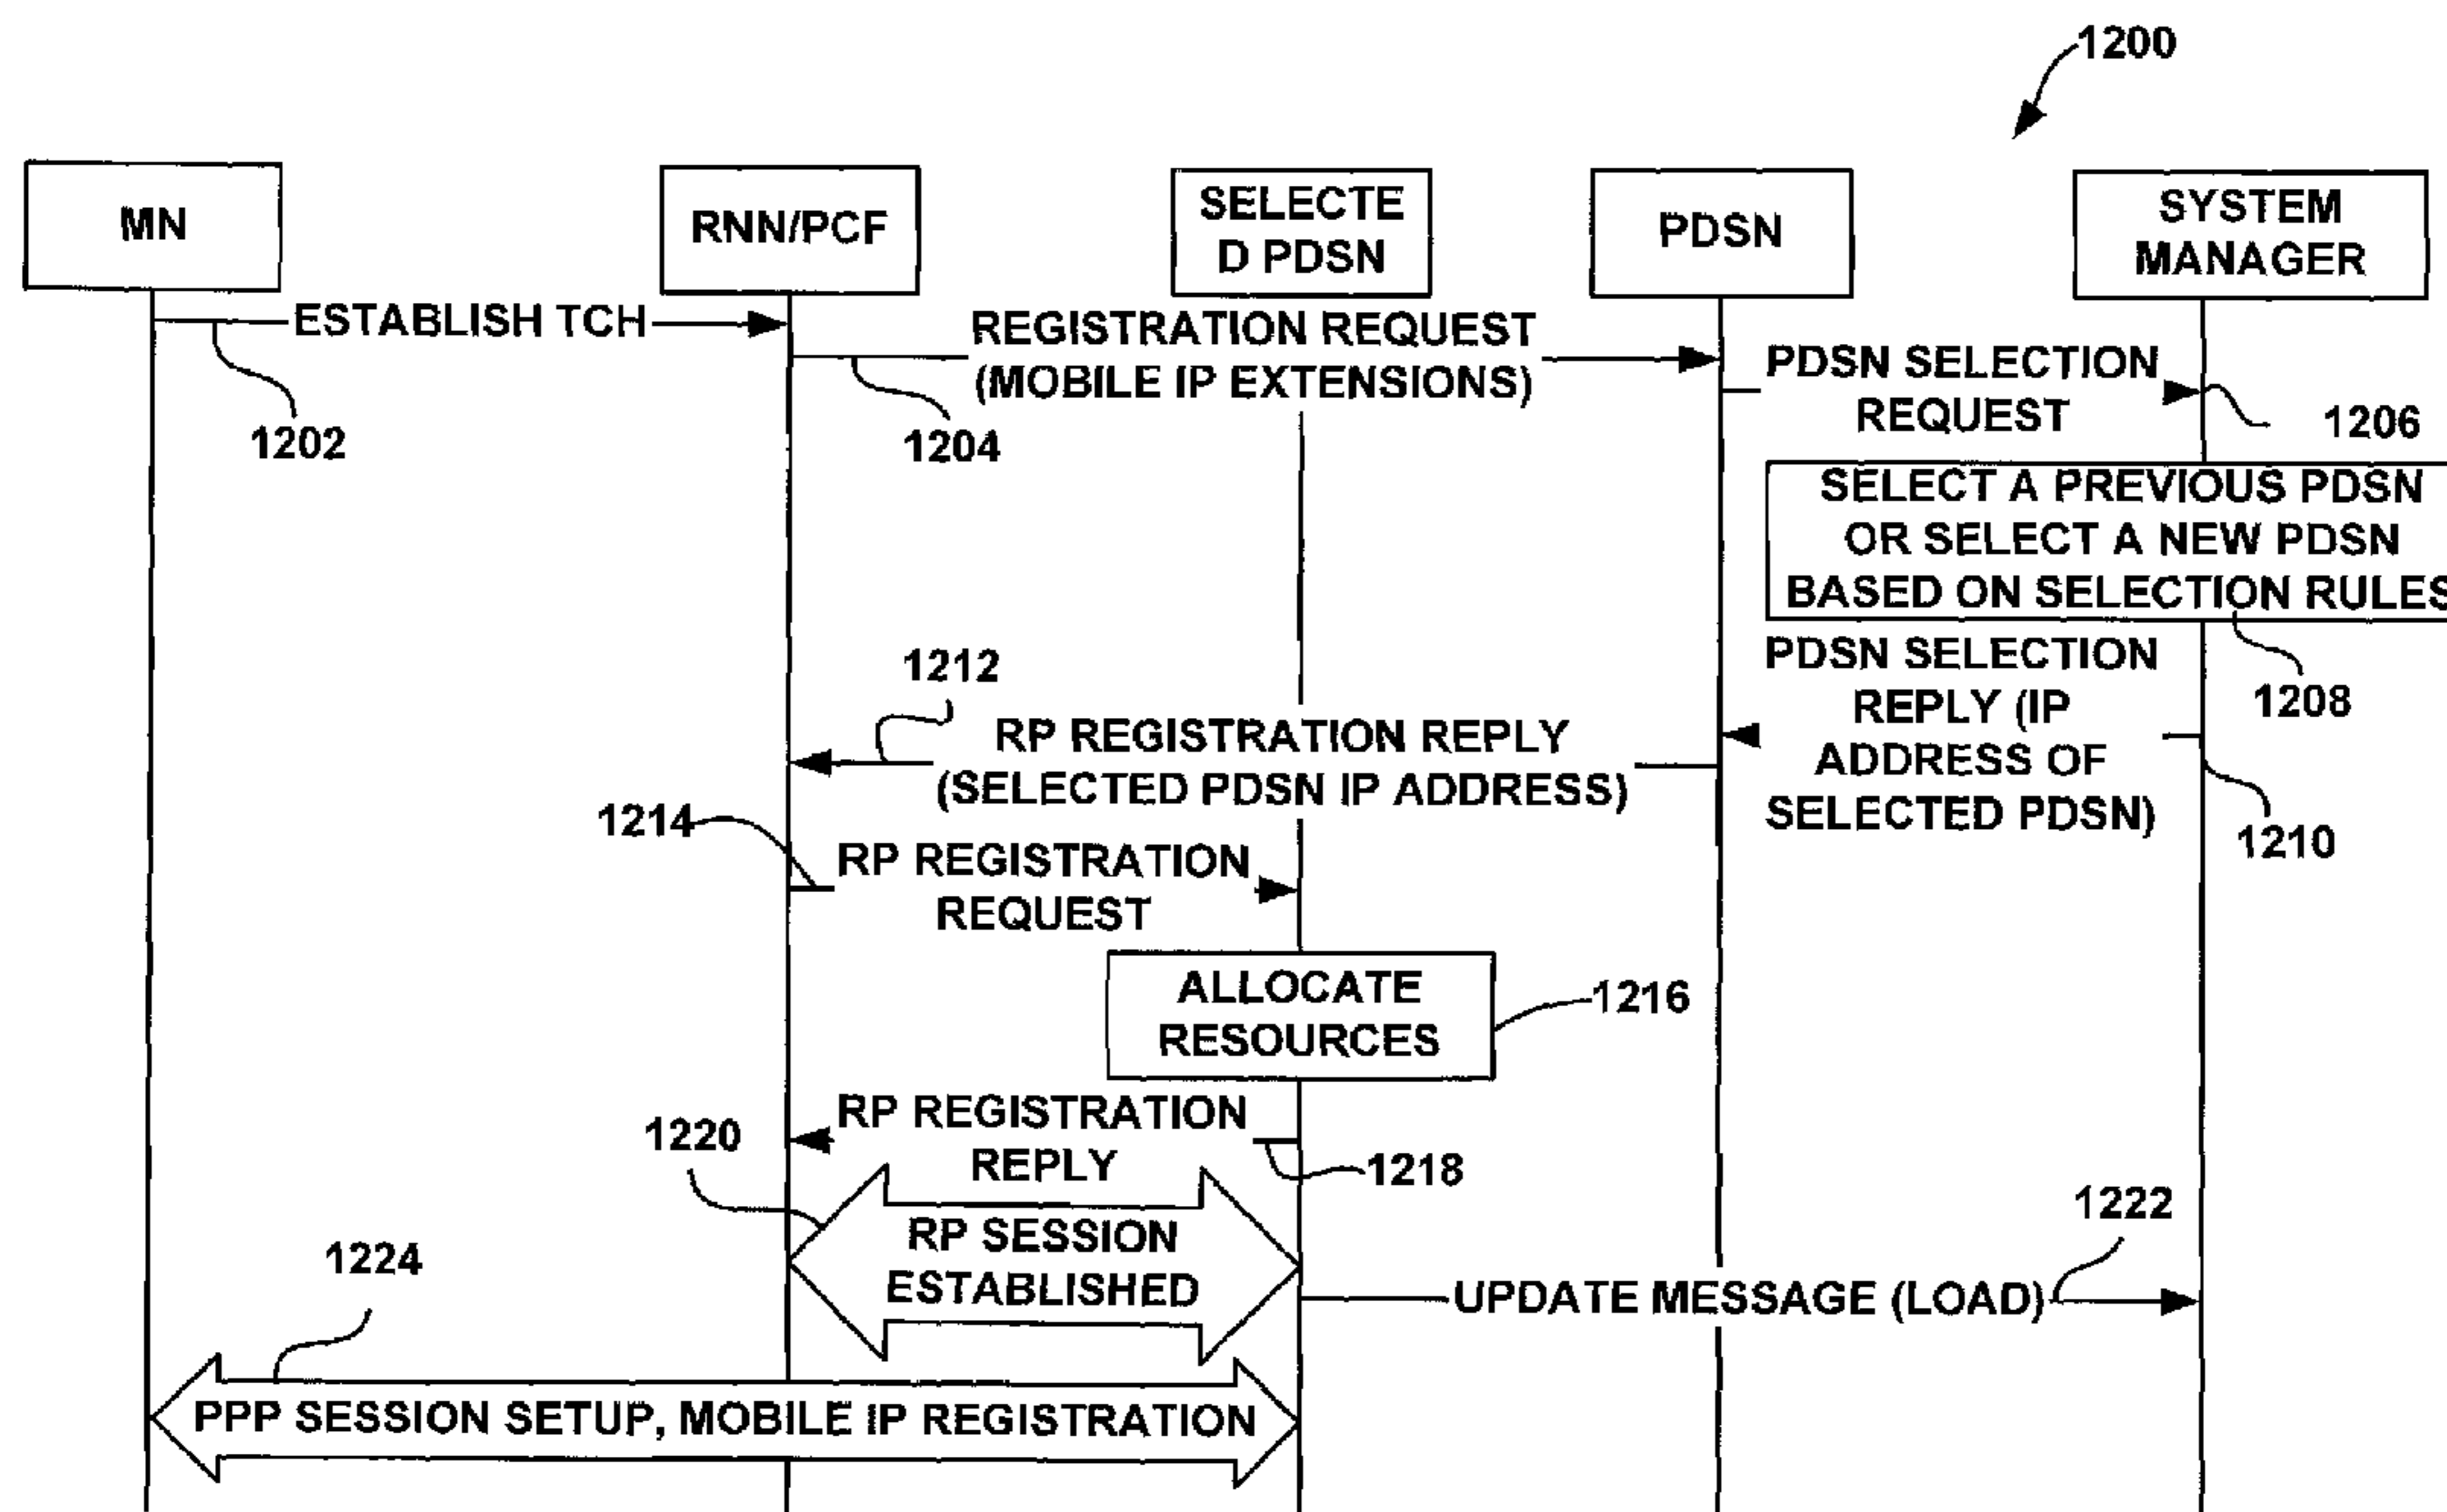 1200
MN
RNN/PCF
SELECTE
D PDSN
PDSN
SYSTEM
MANAGER
ESTABLISH TCH
1202
REGISTRATION REQUEST
(MOBILE IP EXTENSIONS)
1204
PDSN SELECTION
REQUEST
1206
SELECT A PREVIOUS PDSN
OR SELECT A NEW PDSN
BASED ON SELECTION RULES
1208
PDSN SELECTION
REPLY (IP
ADDRESS OF
SELECTED PDSN)
1210
1212
RP REGISTRATION REPLY
(SELECTED PDSN IP ADDRESS)
1214
RP REGISTRATION
REQUEST
ALLOCATE
RESOURCES
1216
RP REGISTRATION
REPLY
1218
1220
RP SESSION
ESTABLISHED
1222
UPDATE MESSAGE (LOAD)
1224
PPP SESSION SETUP, MOBILE IP REGISTRATION